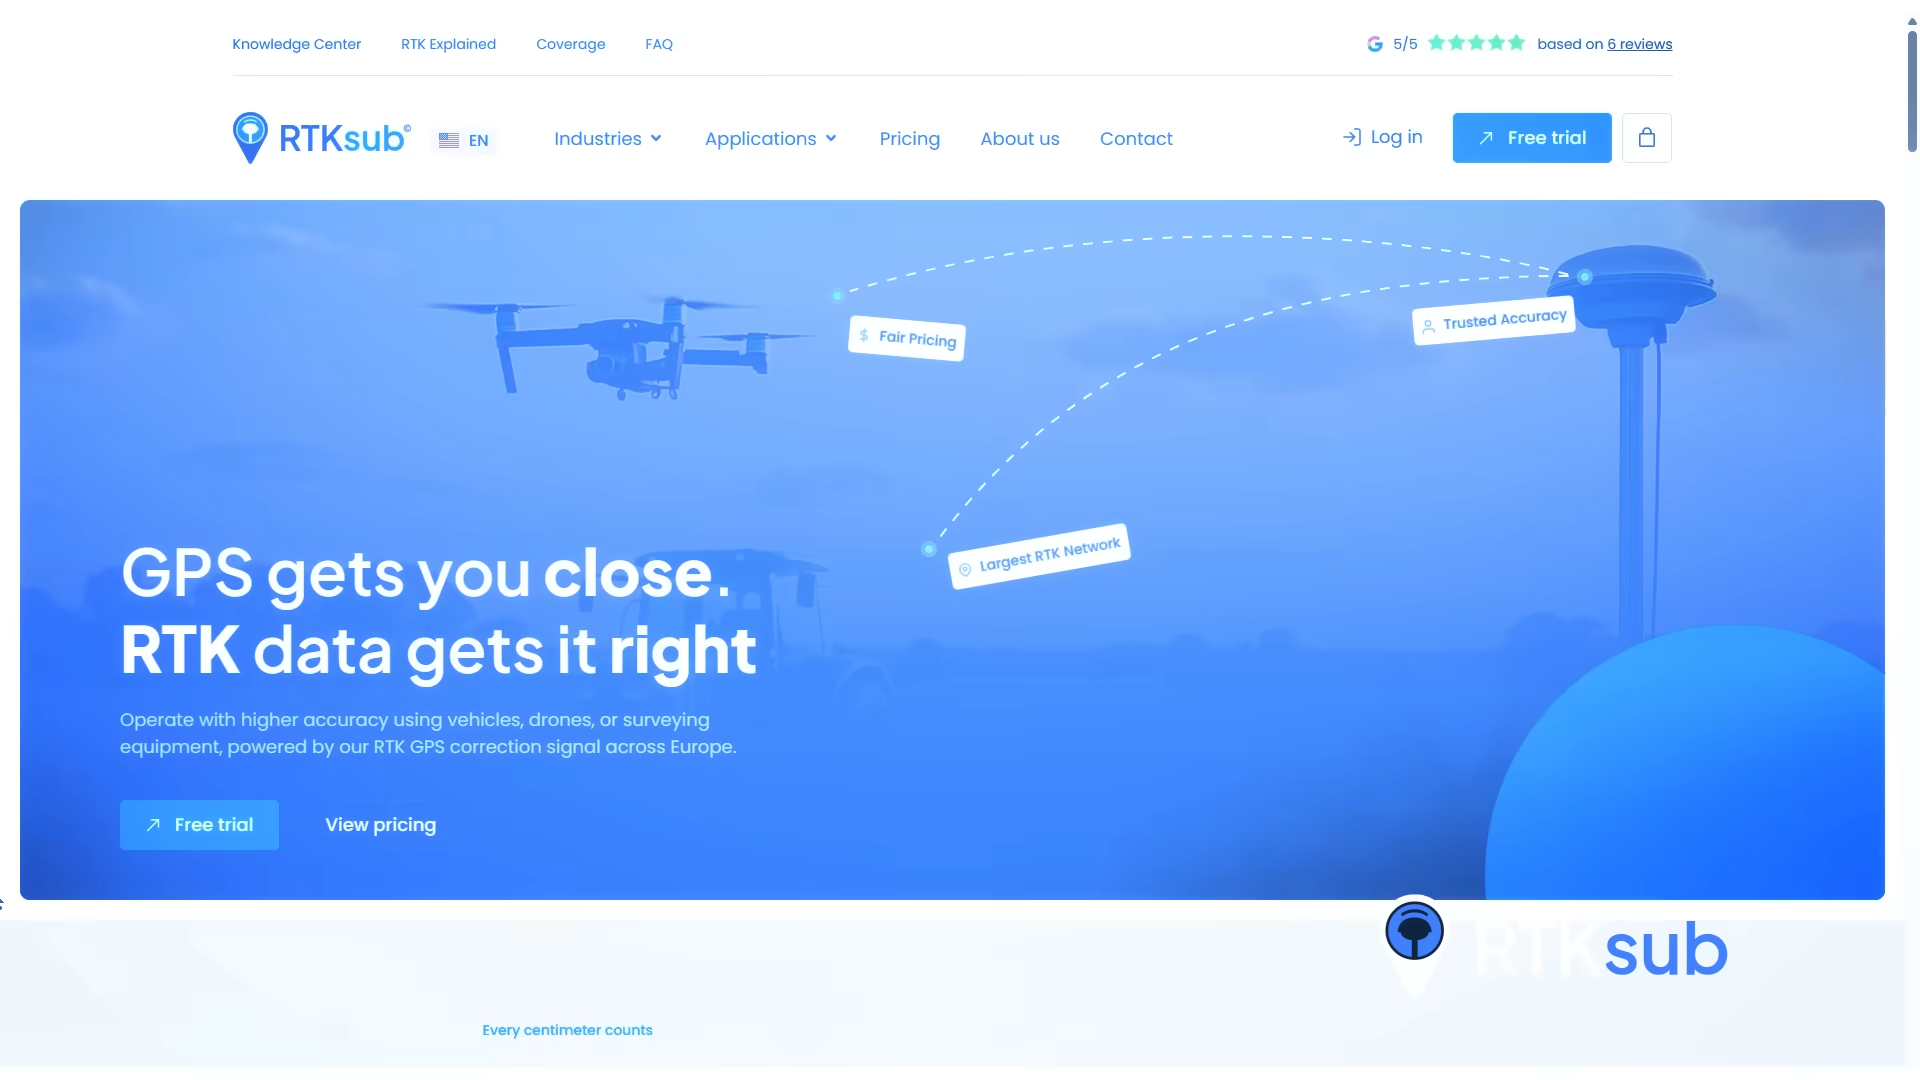 Knowledge Center
RTK Explained
Coverage
FAQ
5/5
based on 6 reviews
RTKsub©
EN
Industries
Applications
Pricing
About us
Contact
Log in
Free trial
Fair Pricing
Trusted Accuracy
Largest RTK Network
GPS gets you close.
RTK data gets it right
Operate with higher accuracy using vehicles, drones, or surveying
equipment, powered by our RTK GPS correction signal across Europe.
Free trial
View pricing
RTKsub
Every centimeter counts